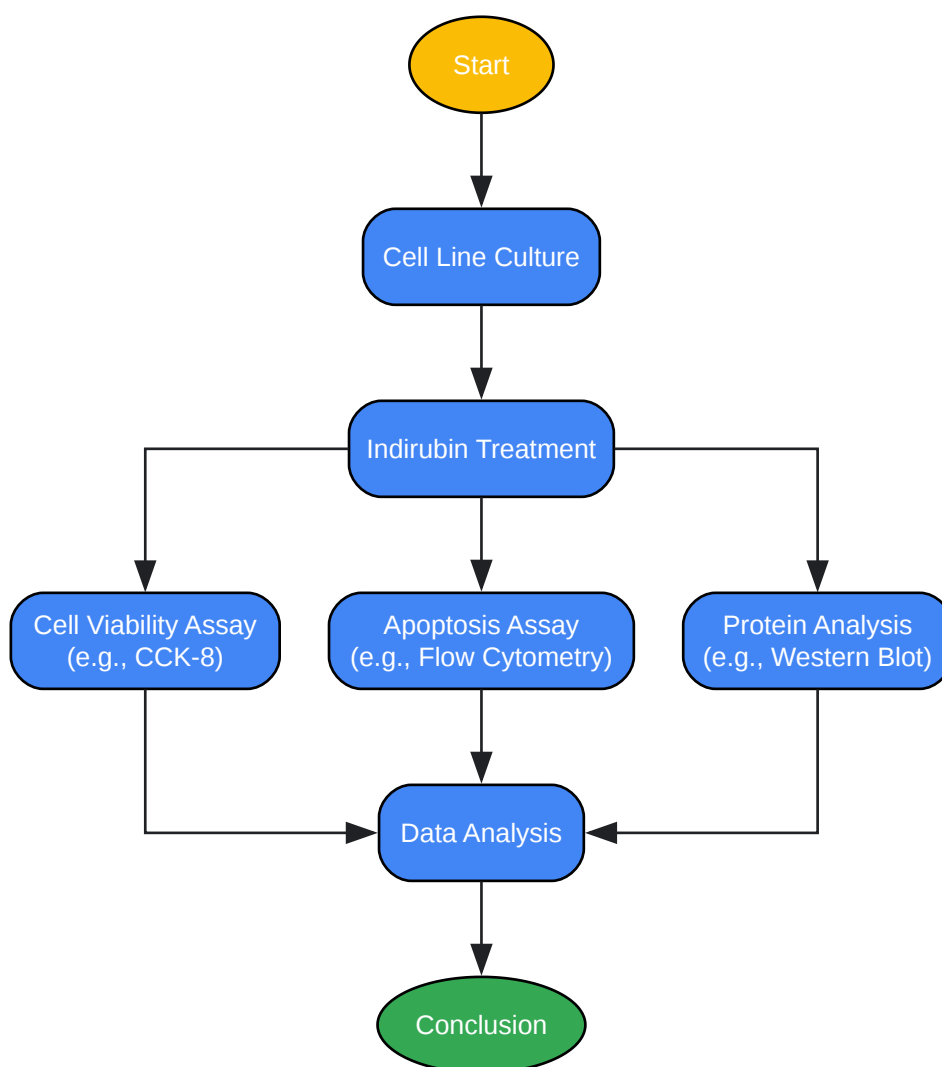 Start
Cell Line Culture
Indirubin Treatment
Cell Viability Assay
(e.g., CCK-8)
Apoptosis Assay
(e.g., Flow Cytometry)
Protein Analysis
(e.g., Western Blot)
Data Analysis
Conclusion